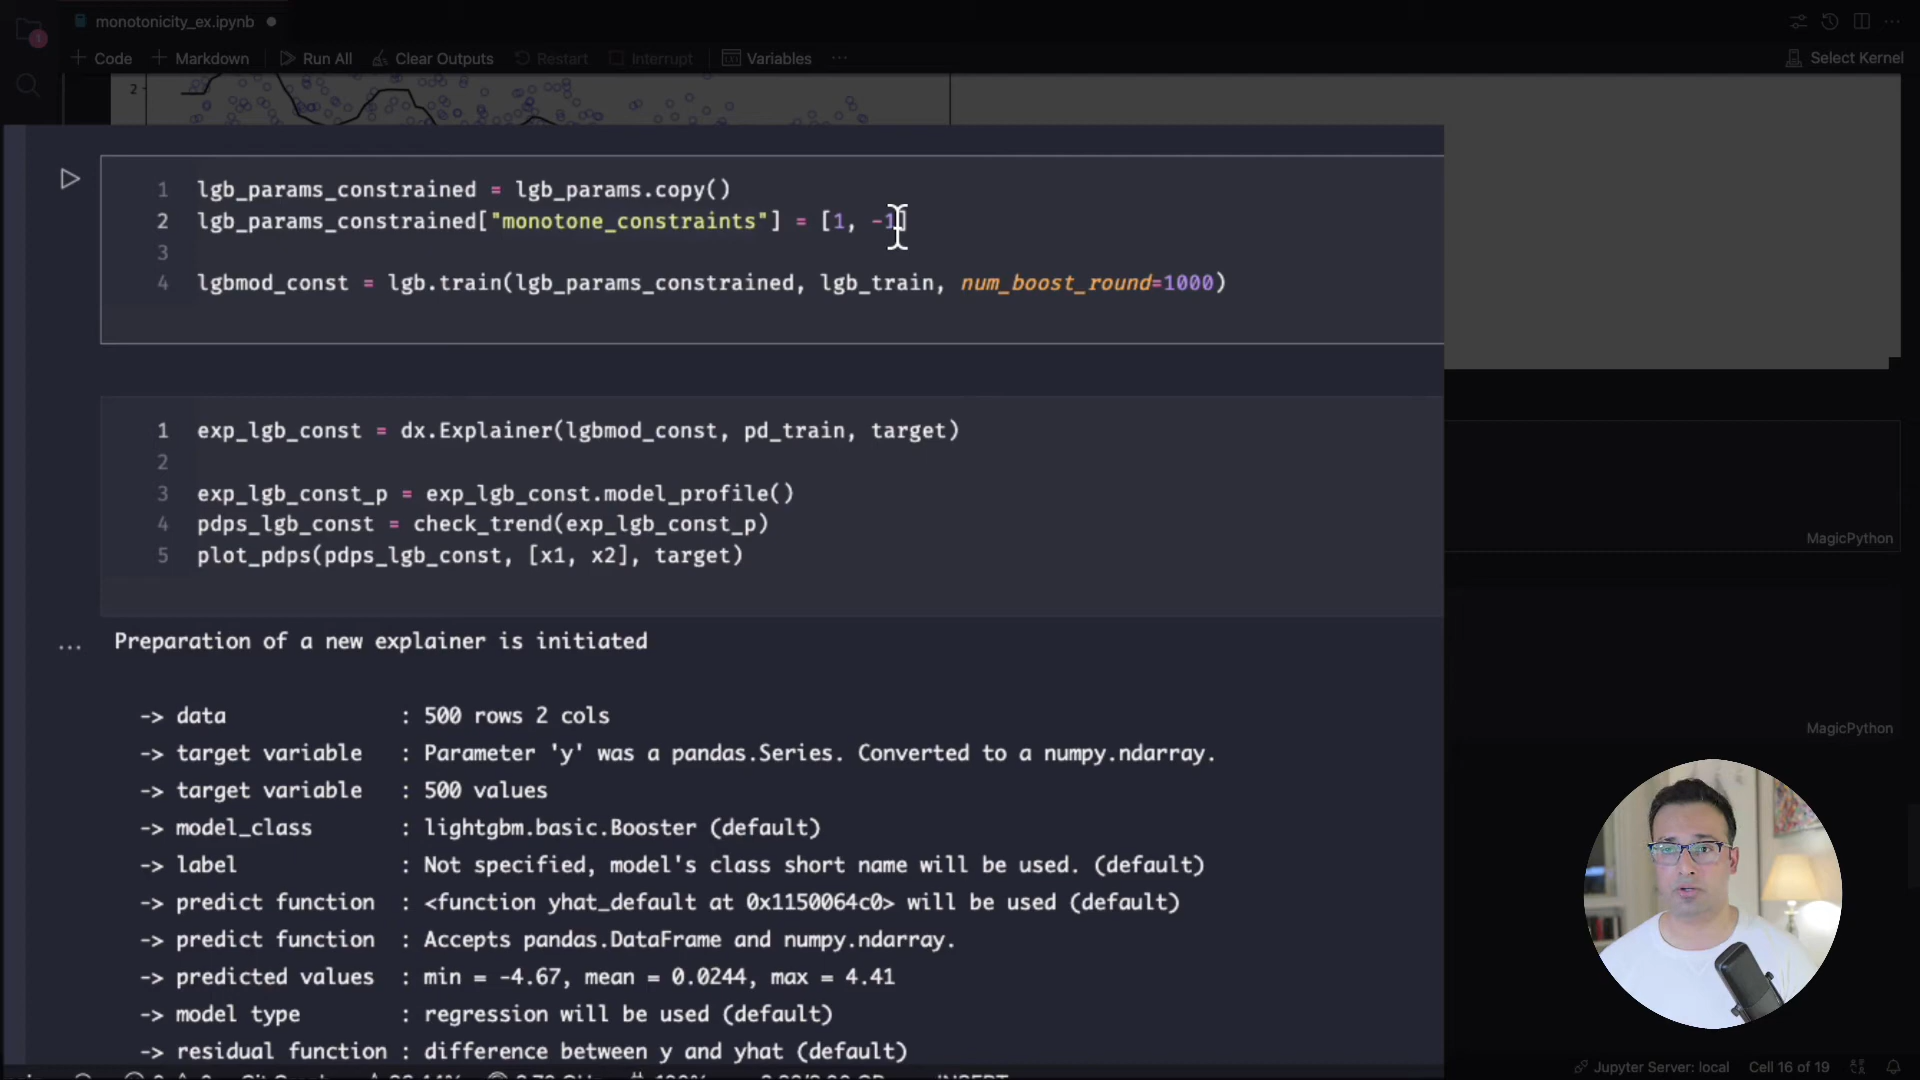 monotonicity_ex.ipynb
1
+ Code + Markdown Run All Clear Outputs Restart Interrupt Variables ...
Select Kernel
2
1 lgb_params_constrained = lgb_params.copy()
2 lgb_params_constrained["monotone_constraints"] = [1, -1]
3
4 lgbmod_const = lgb.train(lgb_params_constrained, lgb_train, num_boost_round=1000)
1 exp_lgb_const = dx.Explainer(lgbmod_const, pd_train, target)
2
3 exp_lgb_const_p = exp_lgb_const.model_profile()
4 pdps_lgb_const = check_trend(exp_lgb_const_p)
5 plot_pdps(pdps_lgb_const, [x1, x2], target)
MagicPython
... Preparation of a new explainer is initiated
-> data : 500 rows 2 cols
MagicPython
-> target variable : Parameter 'y' was a pandas.Series. Converted to a numpy.ndarray.
-> target variable : 500 values
-> model_class : lightgbm.basic.Booster (default)
-> label : Not specified, model's class short name will be used. (default)
-> predict function : <function yhat_default at 0x1150064c0> will be used (default)
-> predict function : Accepts pandas.DataFrame and numpy.ndarray.
-> predicted values : min = -4.67, mean = 0.0244, max = 4.41
-> model type : regression will be used (default)
-> residual function : difference between y and yhat (default)
Jupyter Server: local Cell 16 of 19